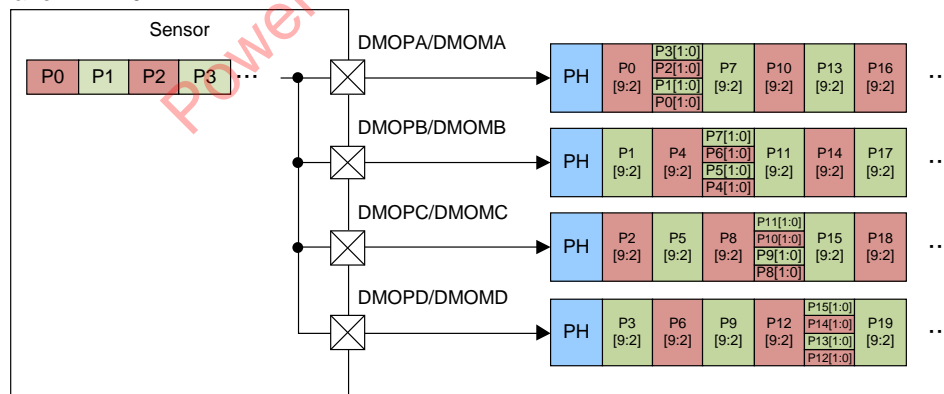 Sensor
P0 P1 P2 P3 ...
DMOPA/DMOMA
PH P0 [9:2] P3[1:0] P2[1:0] P1[1:0] P0[1:0] P7 [9:2] P10 [9:2] P13 [9:2] P16 [9:2] ..
DMOPB/DMOMB
PH P1 [9:2] P4 [9:2] P7[1:0] P6[1:0] P5[1:0] P4[1:0] P11 [9:2] P14 [9:2] P17 [9:2] ..
DMOPC/DMOMC
PH P2 [9:2] P5 [9:2] P8 [9:2] P11[1:0] P10[1:0] P9[1:0] P8[1:0] P15 [9:2] P18 [9:2] ..
DMOPD/DMOMD
PH P3 [9:2] P6 [9:2] P9 [9:2] P12 [9:2] P15[1:0] P14[1:0] P13[1:0] P12[1:0] P19 [9:2] ..
Power